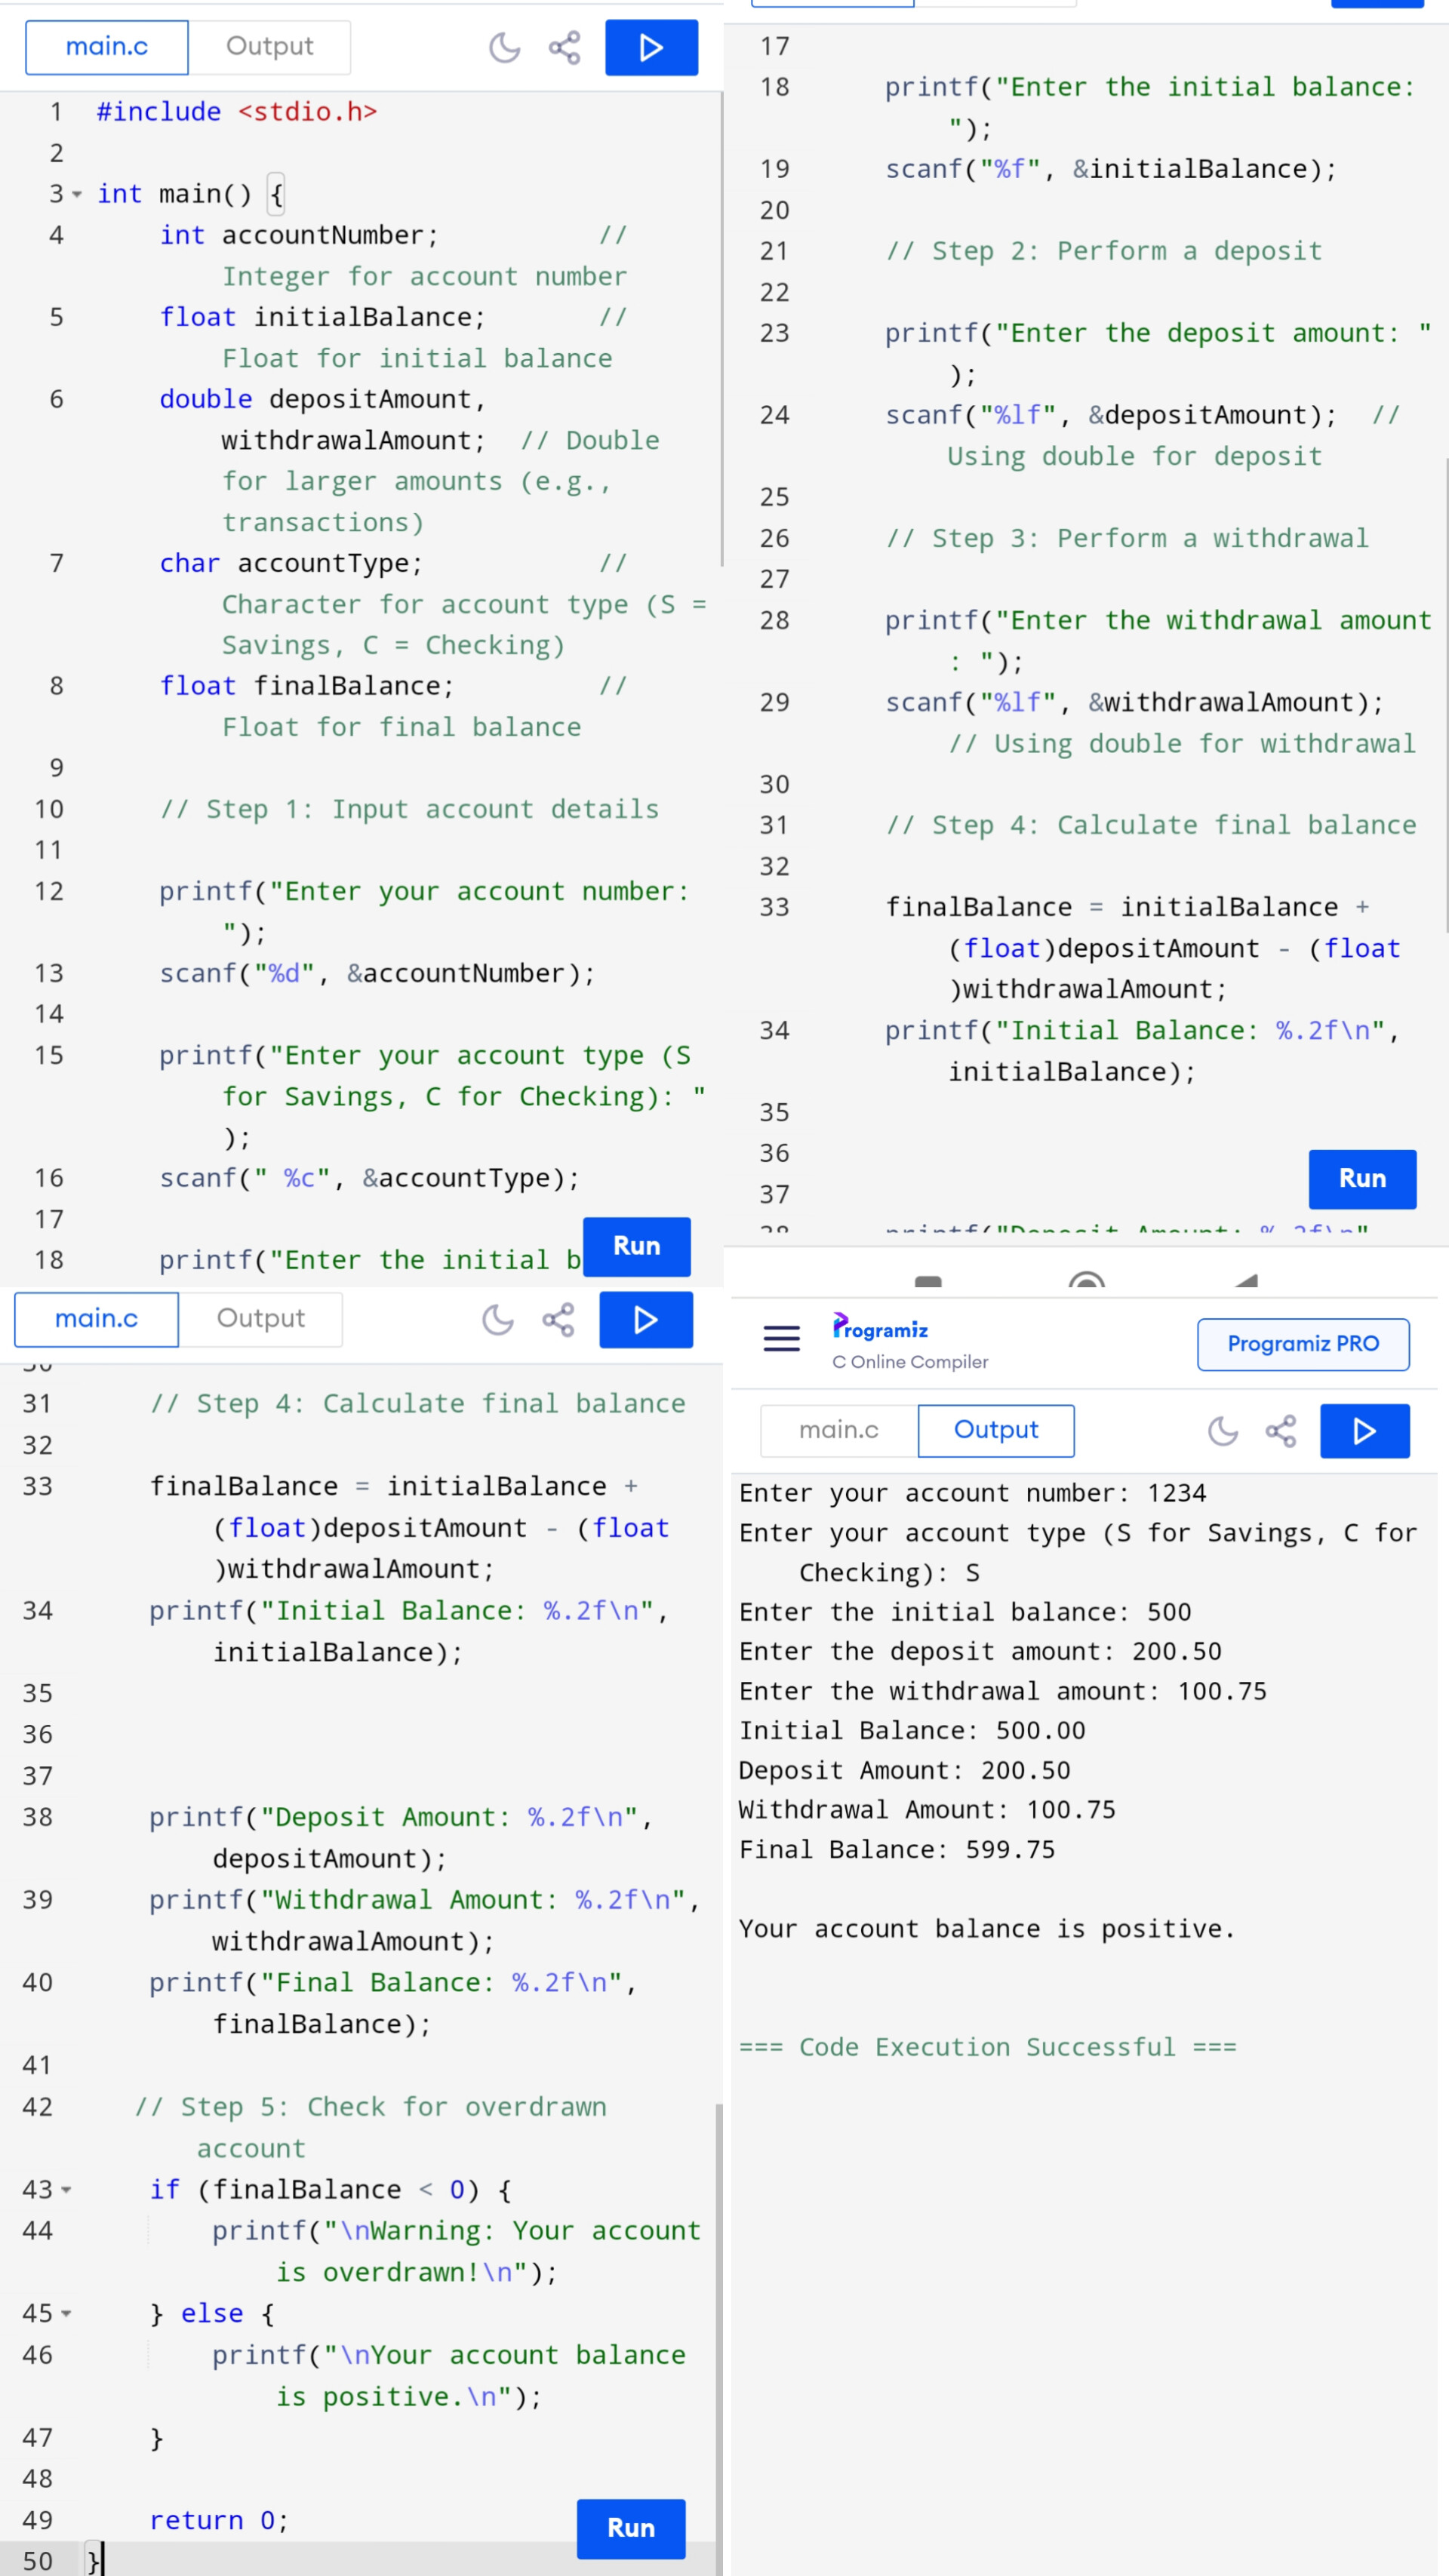 main.c Output
1 #include <stdio.h>
2
3 int main() {
4 int accountNumber; //
Integer for account number
5 float initialBalance; //
Float for initial balance
6 double depositAmount,
withdrawalAmount; // Double
for larger amounts (e.g.,
transactions)
7 char accountType; //
Character for account type (S =
Savings, C = Checking)
8 float finalBalance; //
Float for final balance
9
10 // Step 1: Input account details
11
12 printf("Enter your account number:
");
13 scanf("%d", &accountNumber);
14
15 printf("Enter your account type (S
for Savings, C for Checking): "
);
16 scanf(" %c", &accountType);
17
18 printf("Enter the initial b
Run
17
18 printf("Enter the initial balance:
");
19 scanf("%f", &initialBalance);
20
21 // Step 2: Perform a deposit
22
23 printf("Enter the deposit amount: "
);
24 scanf("%lf", &depositAmount); //
Using double for deposit
25
26 // Step 3: Perform a withdrawal
27
28 printf("Enter the withdrawal amount
: ");
29 scanf("%lf", &withdrawalAmount);
// Using double for withdrawal
30
31 // Step 4: Calculate final balance
32
33 finalBalance = initialBalance +
(float)depositAmount - (float
)withdrawalAmount;
34 printf("Initial Balance: %.2f\n",
initialBalance);
35
36
37
Run
38 printf("Deposit Amount: %.2f\n"
main.c Output
30
31 // Step 4: Calculate final balance
32
33 finalBalance = initialBalance +
(float)depositAmount - (float
)withdrawalAmount;
34 printf("Initial Balance: %.2f\n",
initialBalance);
35
36
37
38 printf("Deposit Amount: %.2f\n",
depositAmount);
39 printf("Withdrawal Amount: %.2f\n",
withdrawalAmount);
40 printf("Final Balance: %.2f\n",
finalBalance);
41
42 // Step 5: Check for overdrawn
account
43 if (finalBalance < 0) {
44 printf("\nWarning: Your account
is overdrawn!\n");
45 } else {
46 printf("\nYour account balance
is positive.\n");
47 }
48
49 return 0;
Run
50 }
Programiz
C Online Compiler
Programiz PRO
main.c Output
Enter your account number: 1234
Enter your account type (S for Savings, C for
Checking): S
Enter the initial balance: 500
Enter the deposit amount: 200.50
Enter the withdrawal amount: 100.75
Initial Balance: 500.00
Deposit Amount: 200.50
Withdrawal Amount: 100.75
Final Balance: 599.75
Your account balance is positive.
=== Code Execution Successful ===